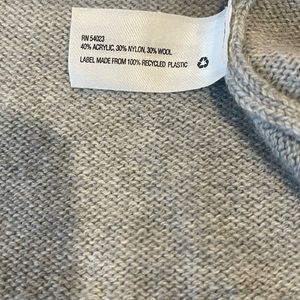 RN 54023
40% ACRYLIC, 30% NYLON, 30% WOOL
LABEL MADE FROM 100% RECYCLED PLASTIC